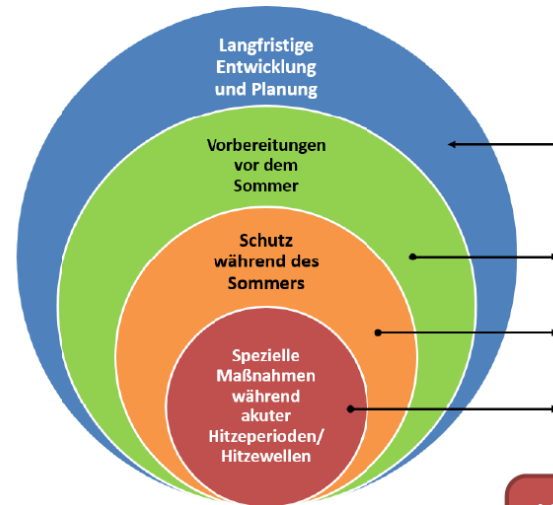 Langfristige
Entwicklung
und Planung
Vorbereitungen
vor dem
Sommer
Schutz
während des
Sommers
Spezielle
Maßnahmen
während
akuter
Hitzeperioden/
Hitzewellen